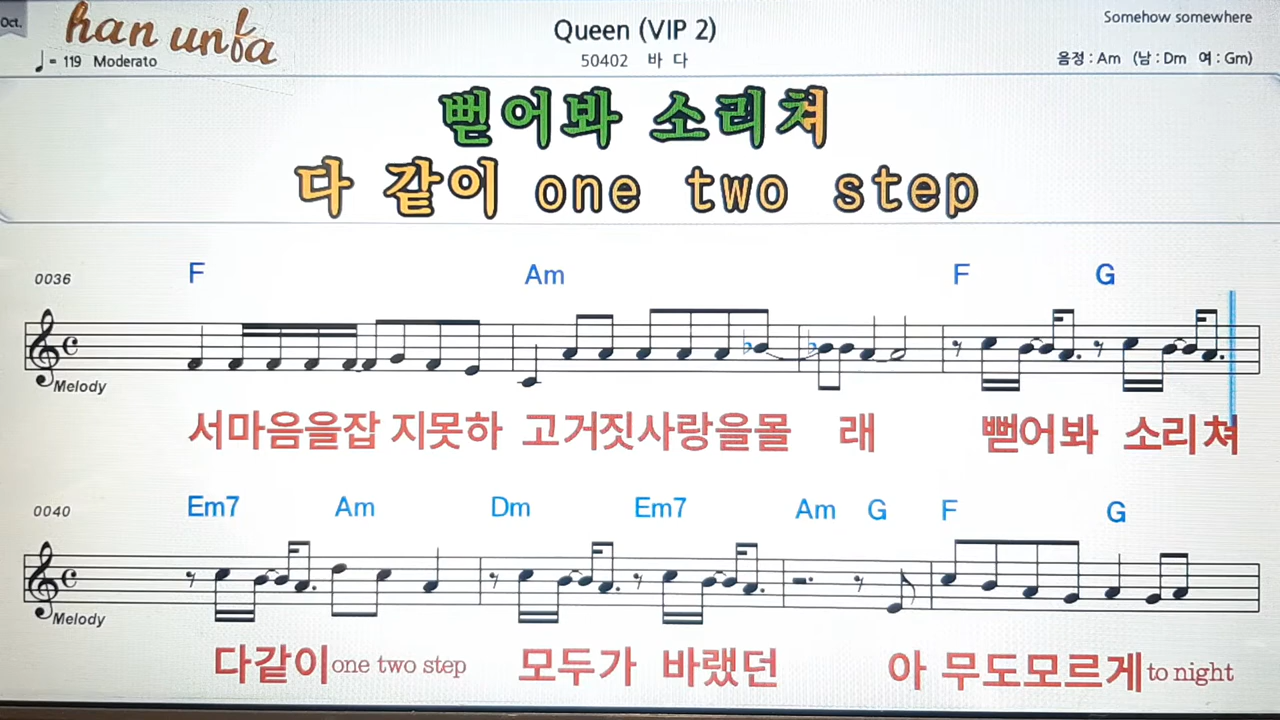 Oct.
han unfa
Queen (VIP 2)
Somehow somewhere
♩= 119 Moderato
50402 바 다
음정 : Am (남 : Dm 여 : Gm)
뻗어봐 소리쳐
다 같이 one two step
0036
F Am F G
Melody
서마음을잡 지못하 고거짓사랑을몰 래 뻗어봐 소리쳐
0040
Em7 Am Dm Em7 Am G F G
Melody
다같이one two step 모두가 바랬던 아 무도모르게to night